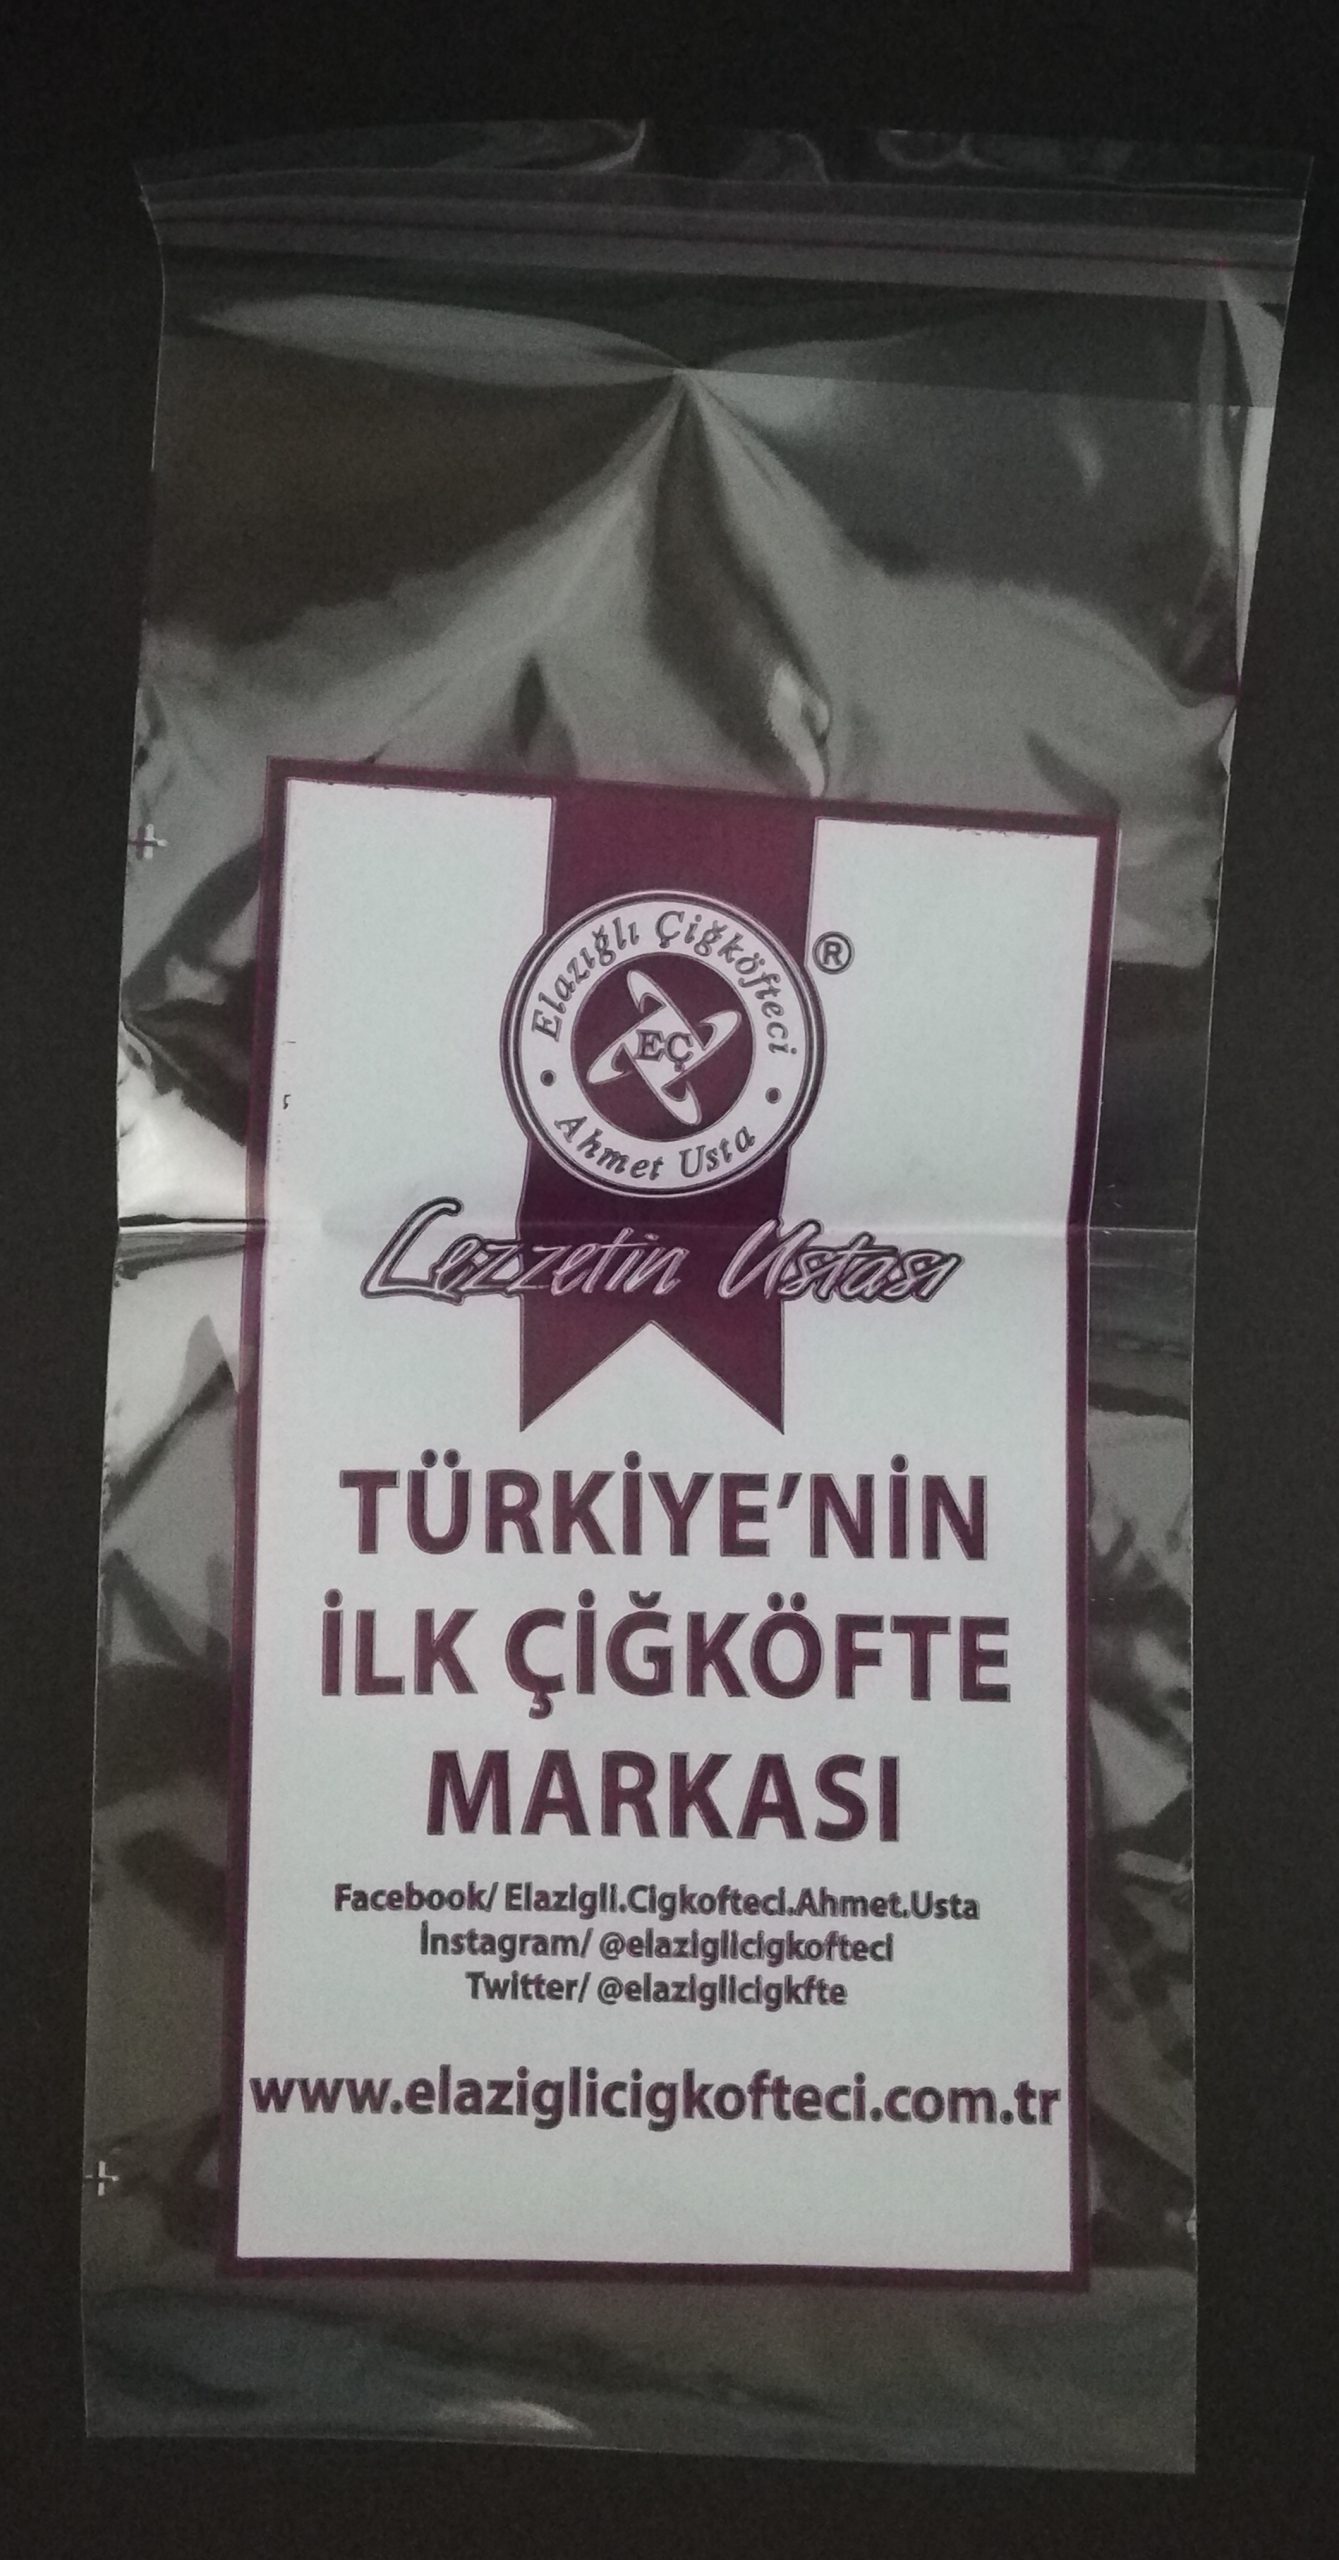 Elazığlı Çiğköfteci
®
EÇ
Ahmet Usta
Lezzetin Ustası
TÜRKİYE'NİN
İLK ÇİĞKÖFTE
MARKASI
Facebook/ Elazigli.Cigkofteci.Ahmet.Usta
İnstagram/ @elaziglicigkofteci
Twitter/ @elaziglicigkfte
www.elaziglicigkofteci.com.tr